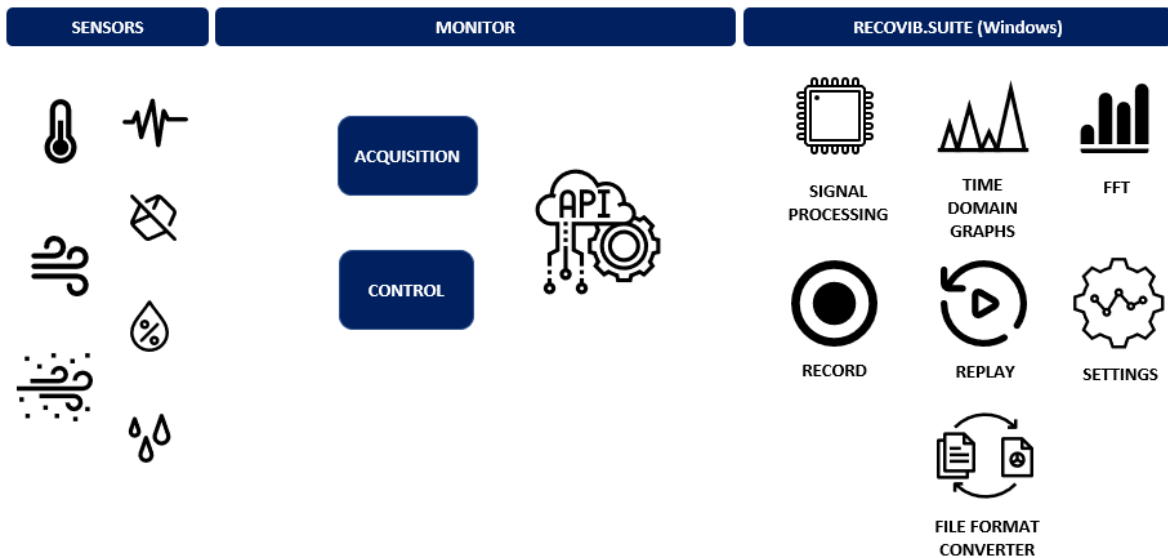 SENSORS
MONITOR
RECOVIB.SUITE (Windows)
ACQUISITION
CONTROL
API
%
SIGNAL
PROCESSING
TIME
DOMAIN
GRAPHS
FFT
RECORD
REPLAY
SETTINGS
FILE FORMAT
CONVERTER